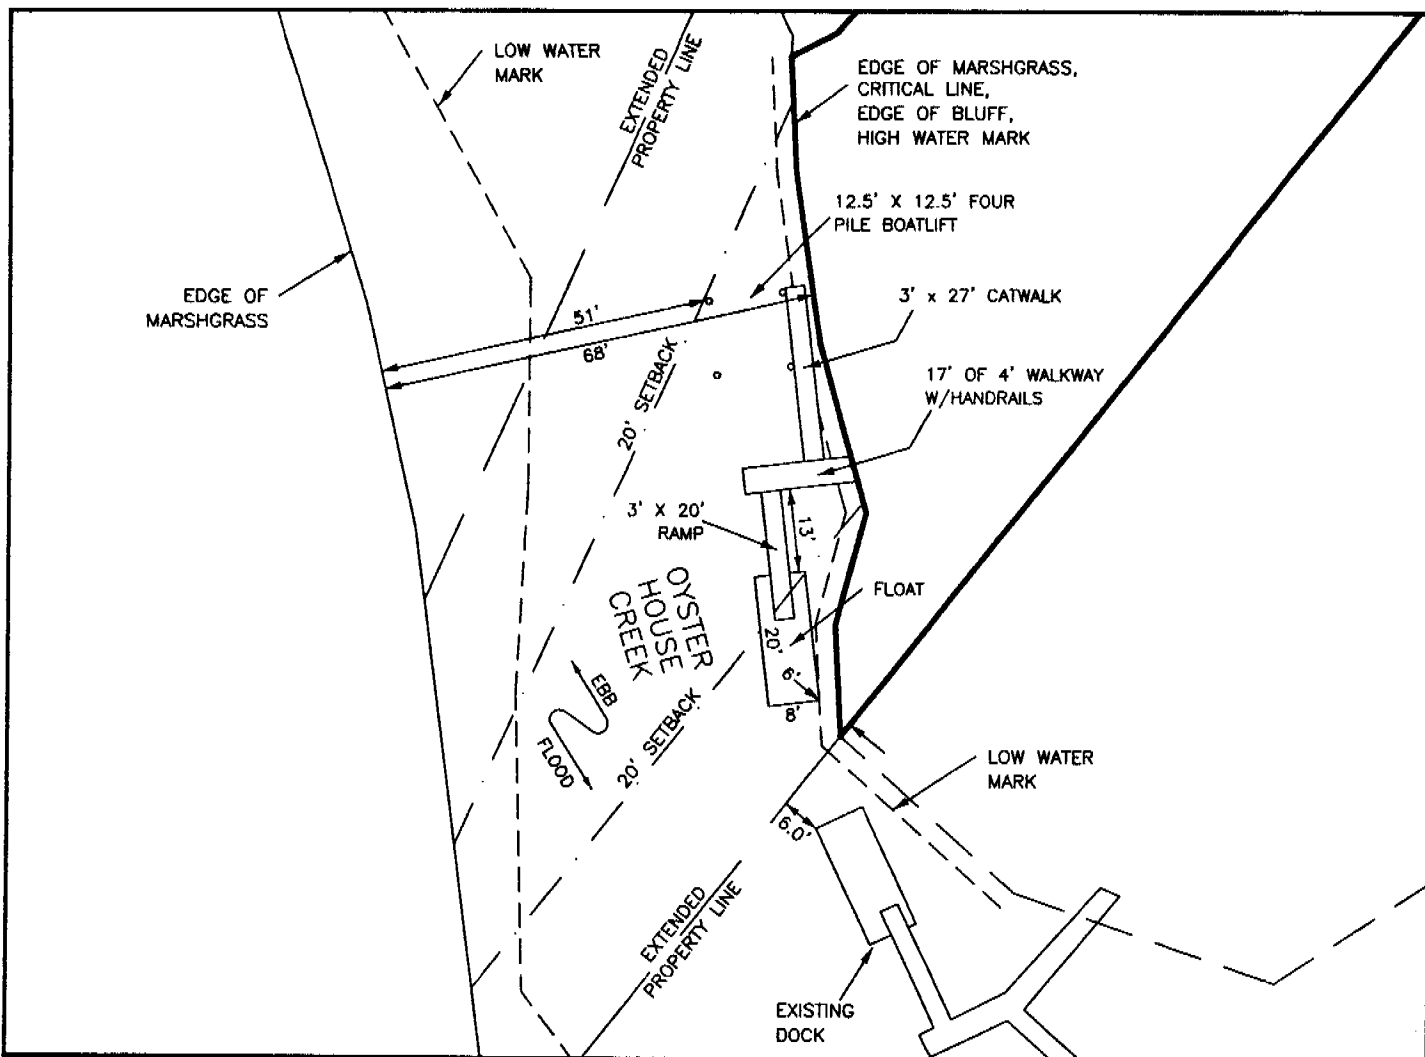 LOW WATER
MARK
EXTENDED
PROPERTY LINE
EDGE OF MARSHGRASS,
CRITICAL LINE,
EDGE OF BLUFF,
HIGH WATER MARK
12.5' X 12.5' FOUR
PILE BOATLIFT
EDGE OF
MARSHGRASS
3' x 27' CATWALK
51'
68'
20' SETBACK
17' OF 4' WALKWAY
W/HANDRAILS
3' X 20'
RAMP
13'
OYSTER
HOUSE
CREEK
FLOAT
20'
6'
8'
EBB
FLOOD
20' SETBACK
LOW WATER
MARK
6.0'
EXTENDED
PROPERTY LINE
EXISTING
DOCK